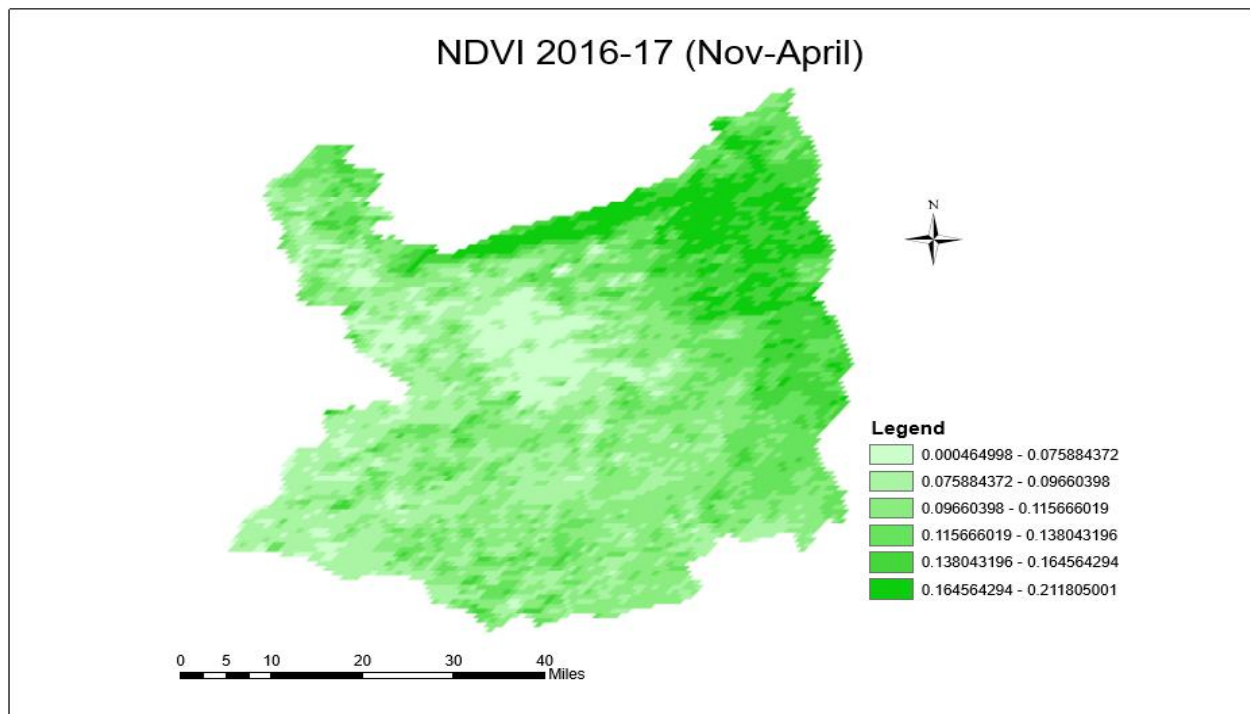 NDVI 2016-17 (Nov-April)
N
Legend
0.000464998 - 0.075884372
0.075884372 - 0.09660398
0.09660398 - 0.115666019
0.115666019 - 0.138043196
0.138043196 - 0.164564294
0.164564294 - 0.211805001
0 5 10 20 30 40
Miles